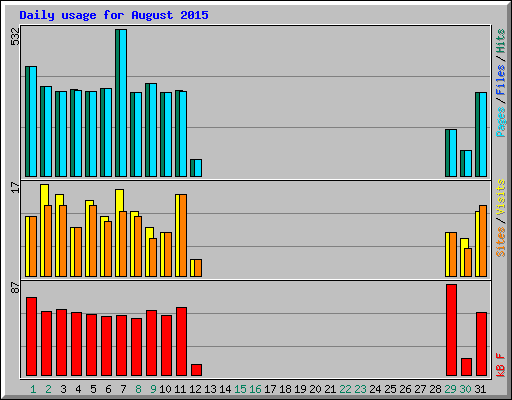 Daily usage for August 2015
532
Pages / Files / Hits
17
Sites / Visits
87
kB F
1 2 3 4 5 6 7 8 9 10 11 12 13 14 15 16 17 18 19 20 21 22 23 24 25 26 27 28 29 30 31